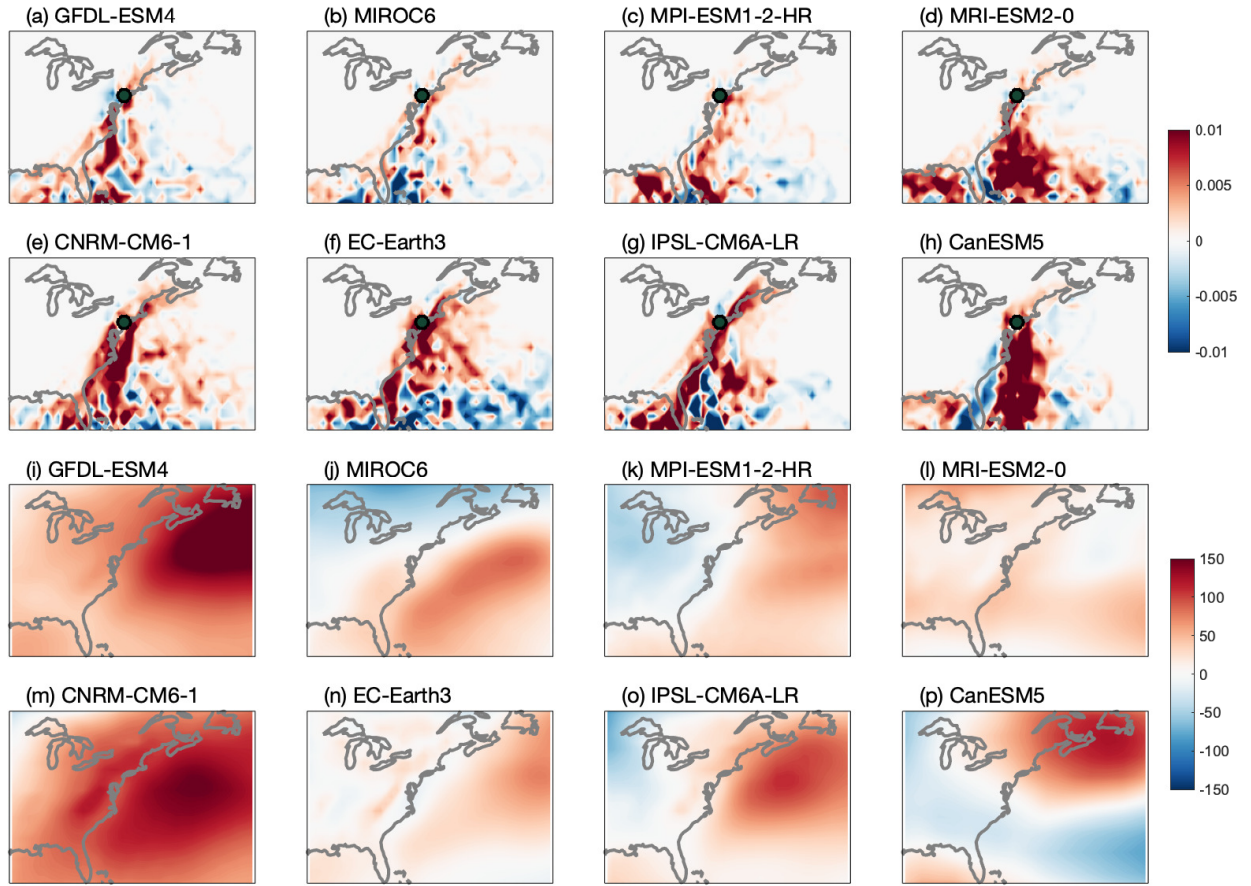 (a) GFDL-ESM4
(b) MIROC6
(c) MPI-ESM1-2-HR
(d) MRI-ESM2-0
0.01
0.005
0
-0.005
-0.01
(e) CNRM-CM6-1
(f) EC-Earth3
(g) IPSL-CM6A-LR
(h) CanESM5
(i) GFDL-ESM4
(j) MIROC6
(k) MPI-ESM1-2-HR
(l) MRI-ESM2-0
150
100
50
0
-50
-100
-150
(m) CNRM-CM6-1
(n) EC-Earth3
(o) IPSL-CM6A-LR
(p) CanESM5